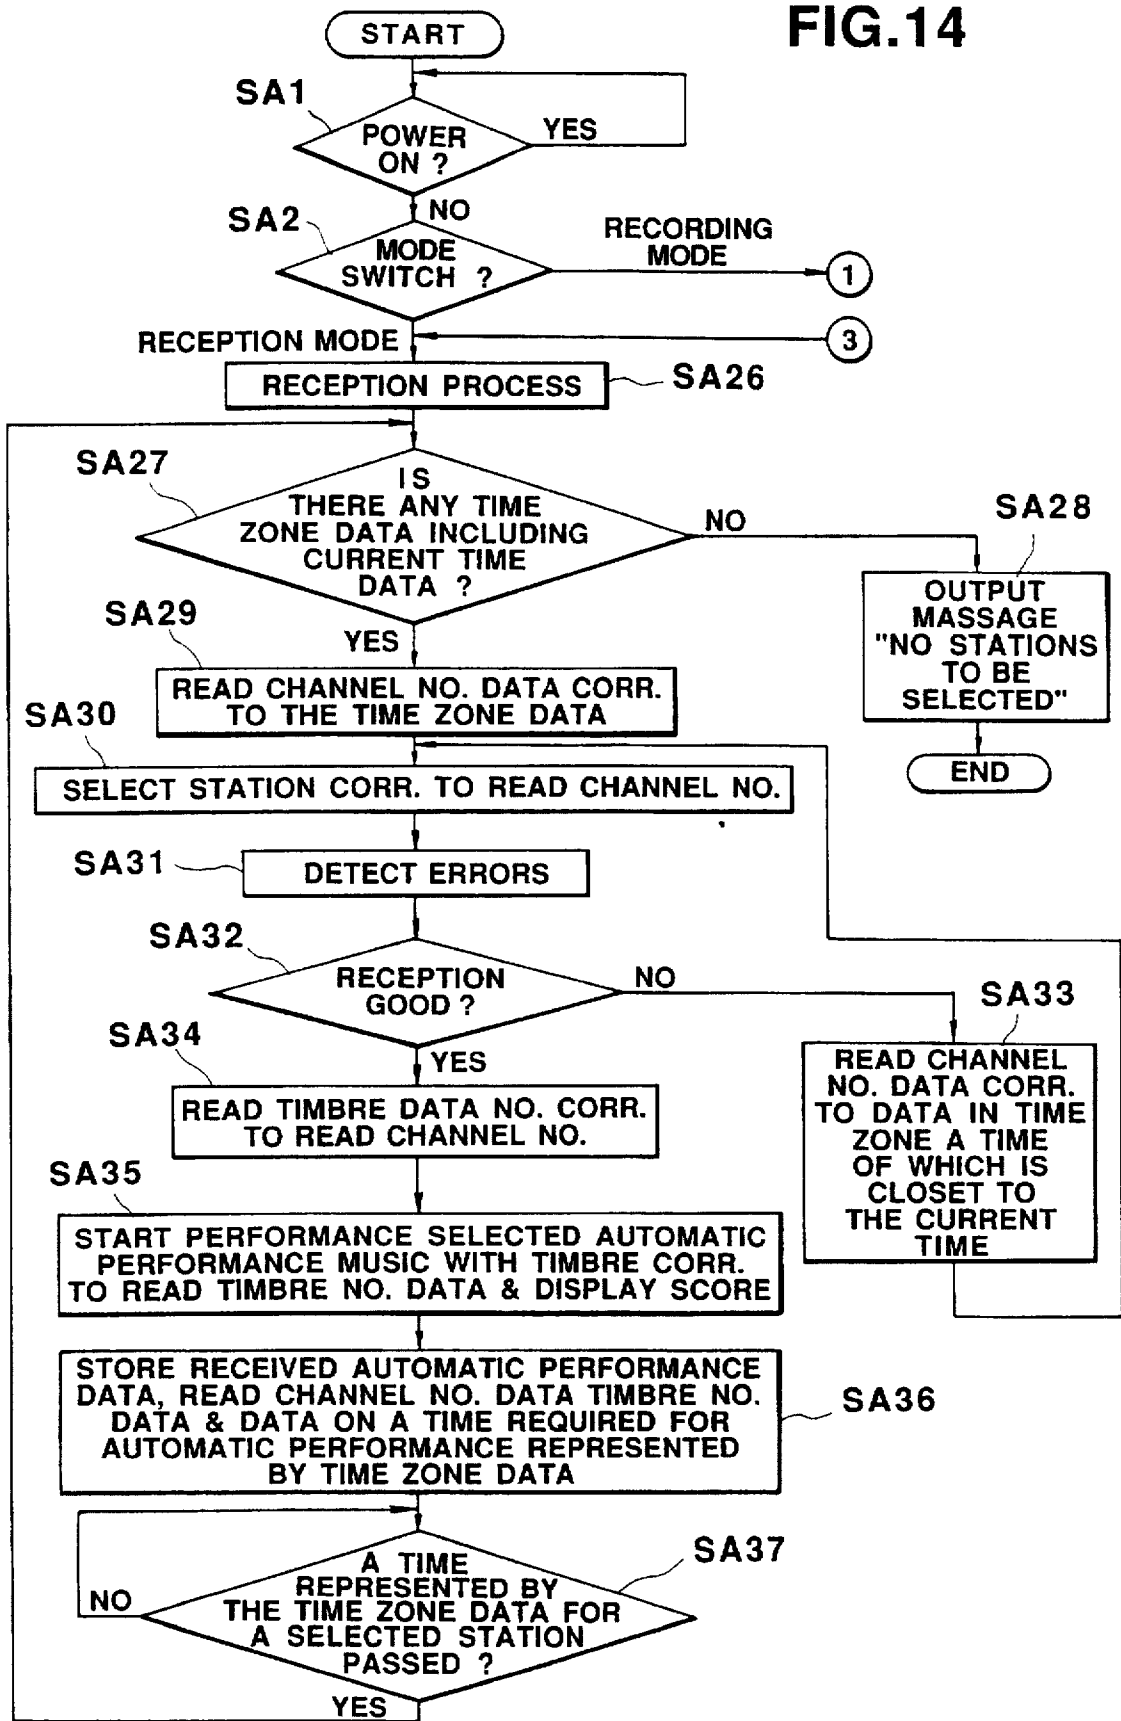 FIG.14
START
SA1
POWER
ON ?
YES
NO
SA2
MODE
SWITCH ?
RECORDING
MODE
1
RECEPTION MODE
3
RECEPTION PROCESS
SA26
SA27
IS
THERE ANY TIME
ZONE DATA INCLUDING
CURRENT TIME
DATA ?
NO
SA28
OUTPUT
MASSAGE
"NO STATIONS
TO BE
SELECTED"
END
YES
SA29
READ CHANNEL NO. DATA CORR.
TO THE TIME ZONE DATA
SA30
SELECT STATION CORR. TO READ CHANNEL NO.
SA31
DETECT ERRORS
SA32
RECEPTION
GOOD ?
NO
SA33
READ CHANNEL
NO. DATA CORR.
TO DATA IN TIME
ZONE A TIME
OF WHICH IS
CLOSET TO
THE CURRENT
TIME
YES
SA34
READ TIMBRE DATA NO. CORR.
TO READ CHANNEL NO.
SA35
START PERFORMANCE SELECTED AUTOMATIC
PERFORMANCE MUSIC WITH TIMBRE CORR.
TO READ TIMBRE NO. DATA & DISPLAY SCORE
STORE RECEIVED AUTOMATIC PERFORMANCE
DATA, READ CHANNEL NO. DATA TIMBRE NO.
DATA & DATA ON A TIME REQUIRED FOR
AUTOMATIC PERFORMANCE REPRESENTED
BY TIME ZONE DATA
SA36
SA37
A TIME
REPRESENTED BY
THE TIME ZONE DATA FOR
A SELECTED STATION
PASSED ?
NO
YES